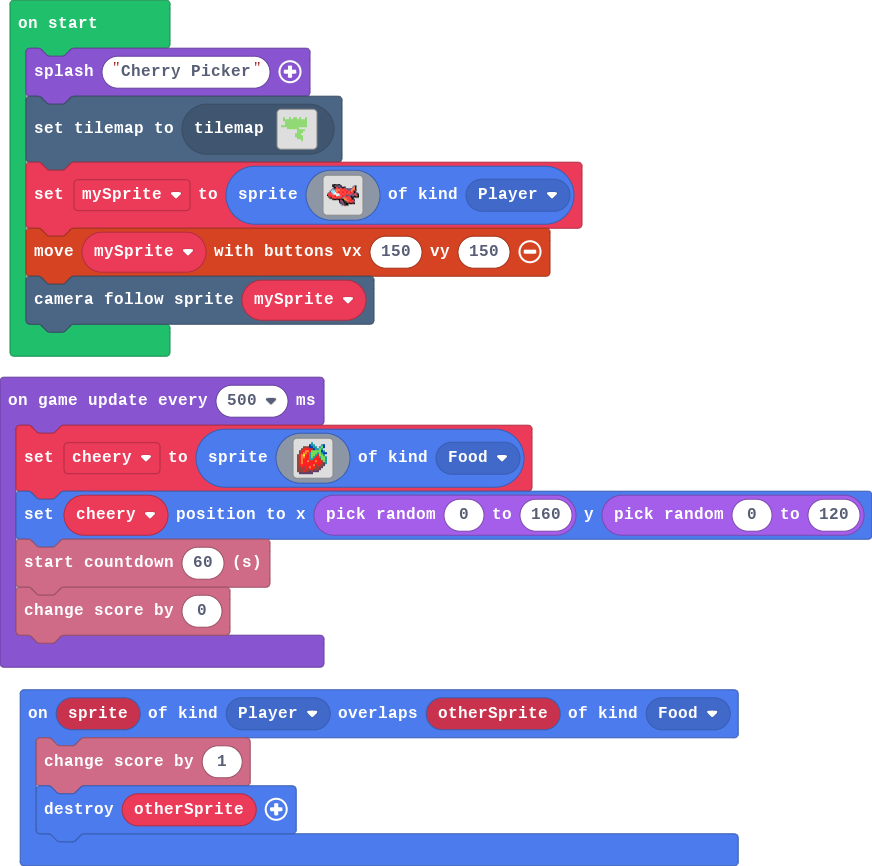 on start
splash "Cherry Picker"
set tilemap to tilemap
set mySprite to sprite of kind Player
move mySprite with buttons vx 150 vy 150
camera follow sprite mySprite
on game update every 500 ms
set cheery to sprite of kind Food
set cheery position to x pick random 0 to 160 y pick random 0 to 120
start countdown 60 (s)
change score by 0
on sprite of kind Player overlaps otherSprite of kind Food
change score by 1
destroy otherSprite